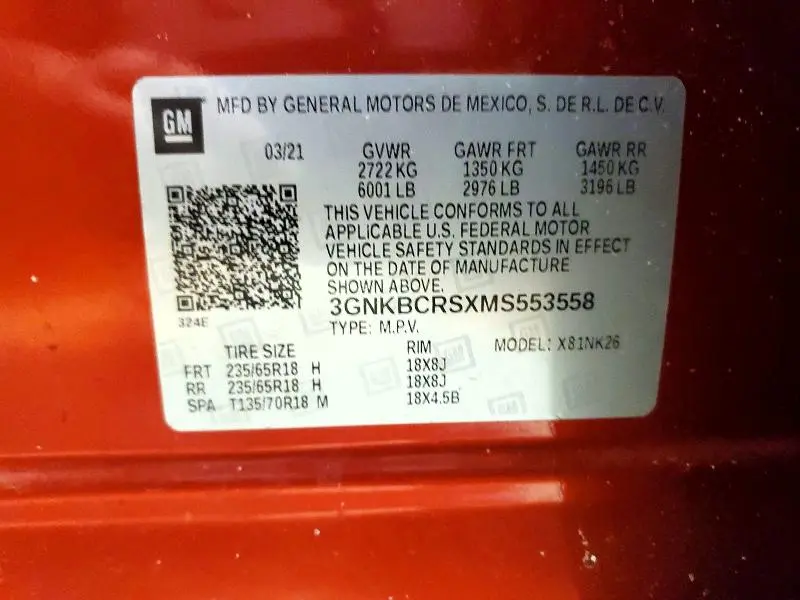 GM MFD BY GENERAL MOTORS DE MEXICO, S. DE R.L. DE C.V.
03/21 GVWR GAWR FRT GAWR RR
2722 KG 1350 KG 1450 KG
6001 LB 2976 LB 3196 LB
THIS VEHICLE CONFORMS TO ALL
APPLICABLE U.S. FEDERAL MOTOR
VEHICLE SAFETY STANDARDS IN EFFECT
ON THE DATE OF MANUFACTURE
SHOWN ABOVE.
3GNKBCRSXMS553558
324E
TYPE: M.P.V.
TIRE SIZE RIM MODEL: X81NK26
FRT 235/65R18 H 18X8J
RR 235/65R18 H 18X8J
SPA T135/70R18 M 18X4.5B